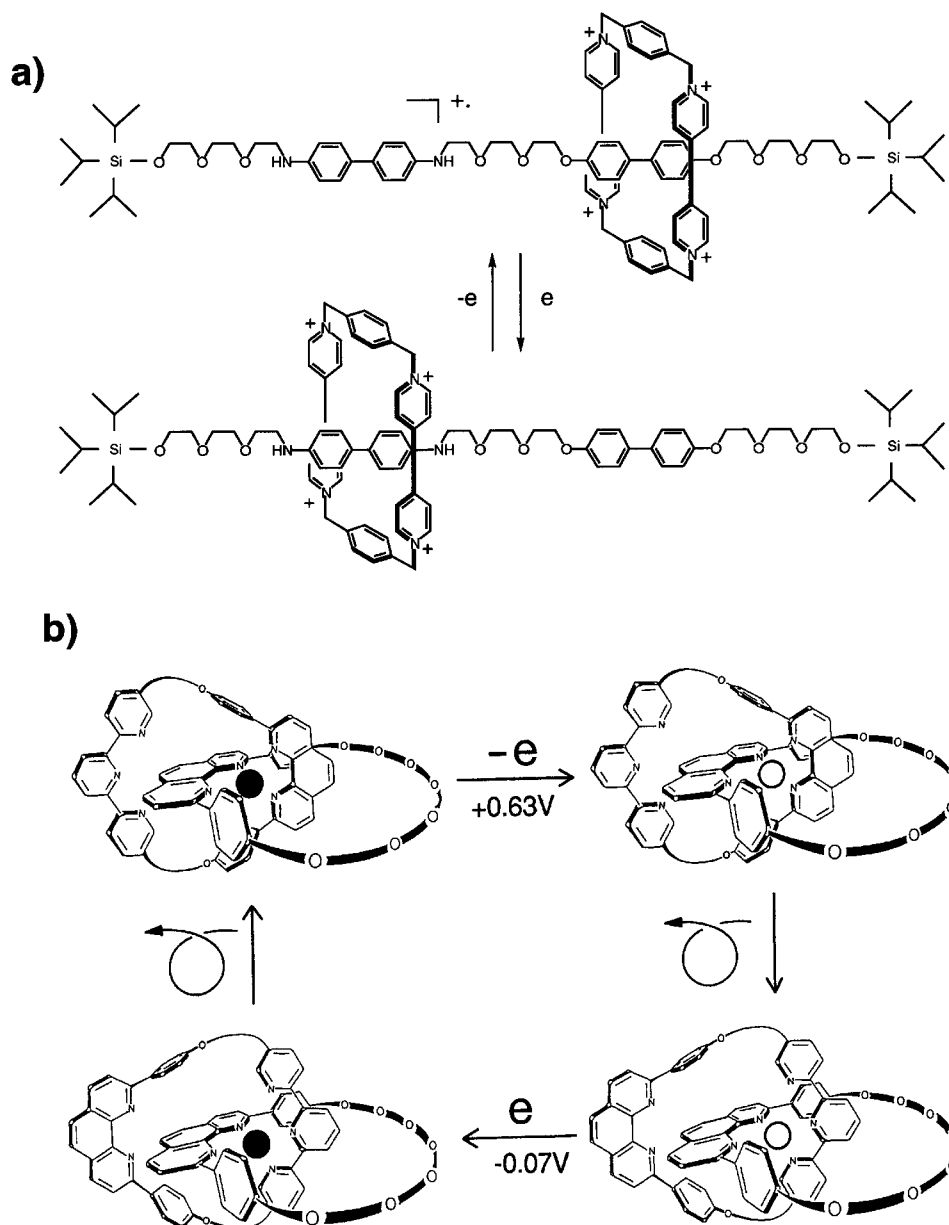 a)
+.
N
+
N
+
Si
O
O
O
HN
NH
O
O
O
O
O
O
O
Si
N
+
N
+
-e
e
+
N
N
+
Si
O
O
O
HN
NH
O
O
O
O
O
O
O
Si
+
N
N
+
b)
-e
+0.63V
e
-0.07V